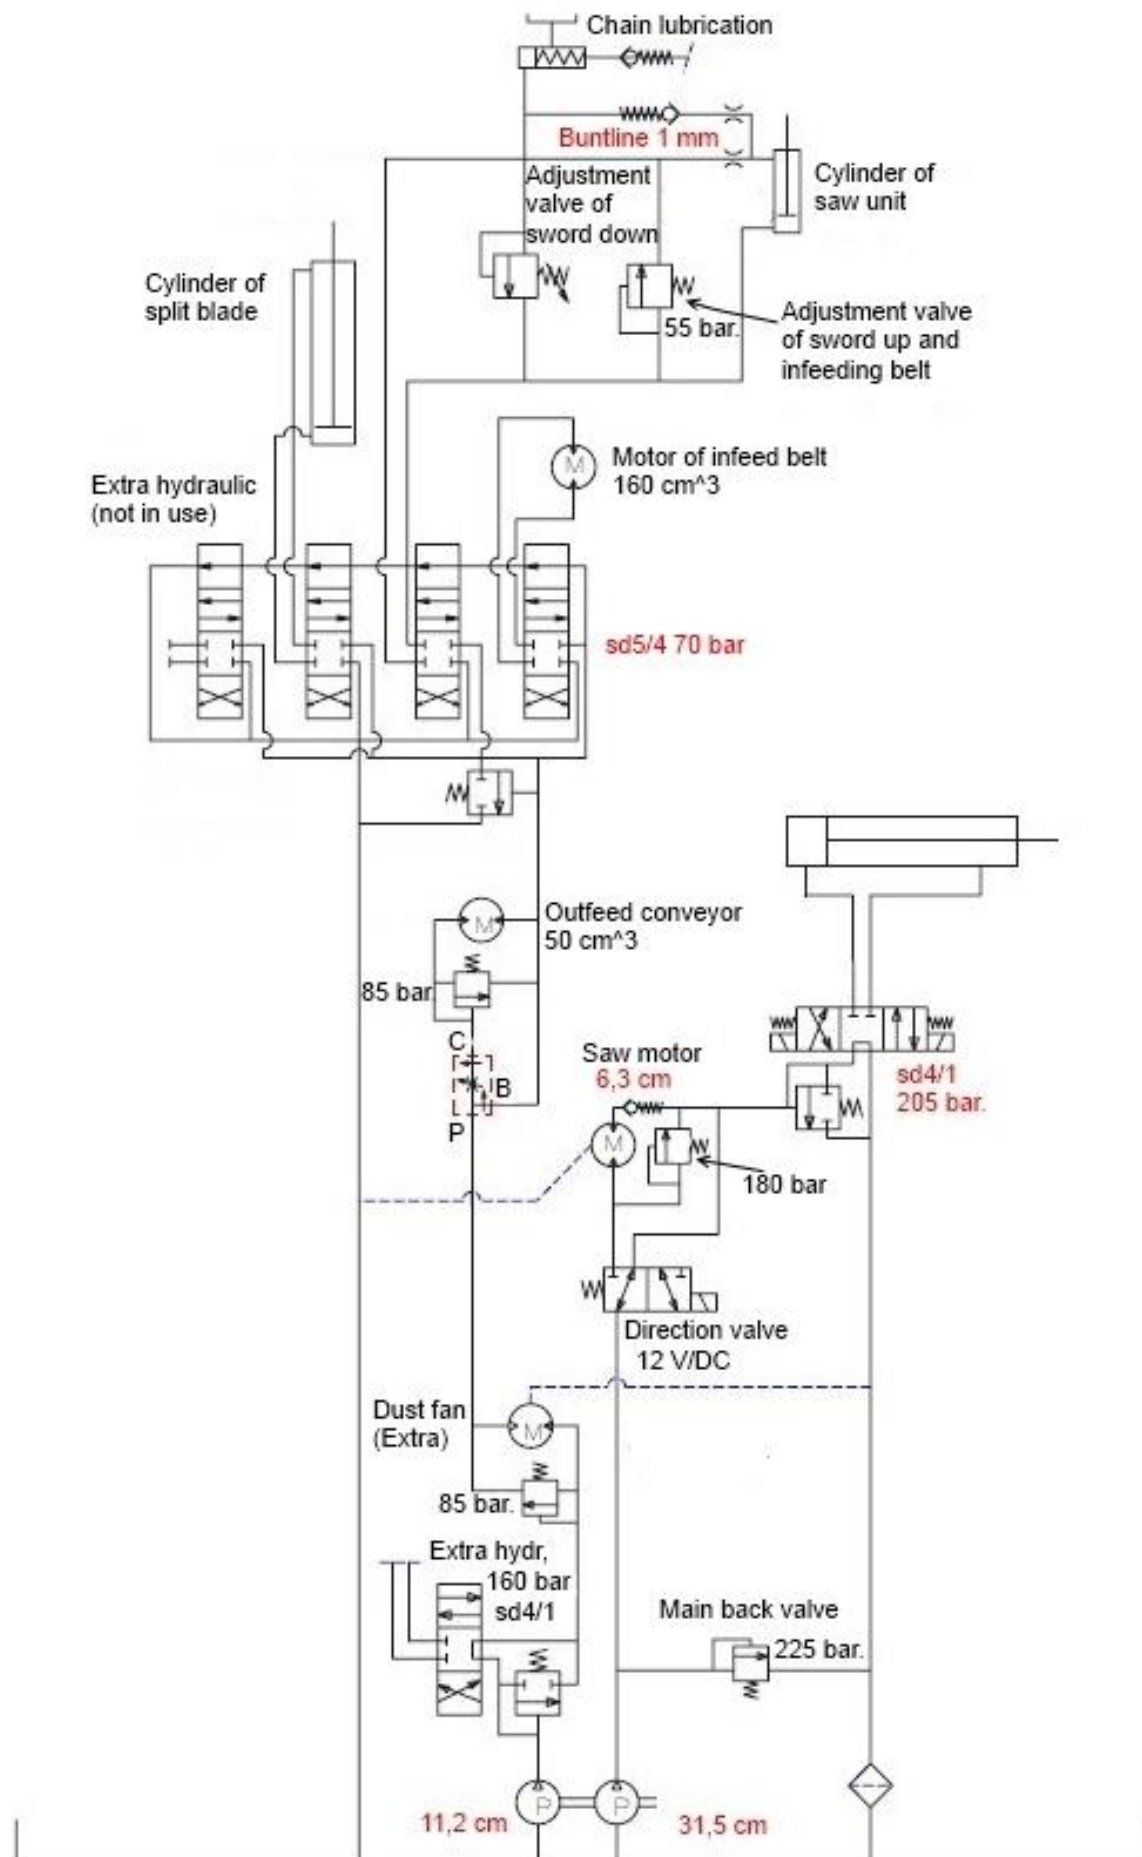 Chain lubrication
Buntline 1 mm
Adjustment
valve of
sword down
Cylinder of
saw unit
Cylinder of
split blade
55 bar.
Adjustment valve
of sword up and
infeeding belt
M
Motor of infeed belt
160 cm^3
Extra hydraulic
(not in use)
sd5/4 70 bar
M
Outfeed conveyor
50 cm^3
85 bar.
C
B
P
Saw motor
6,3 cm
M
sd4/1
205 bar.
180 bar
Direction valve
12 V/DC
Dust fan
(Extra)
M
85 bar.
Extra hydr,
160 bar
sd4/1
Main back valve
225 bar.
P
P
11,2 cm
31,5 cm